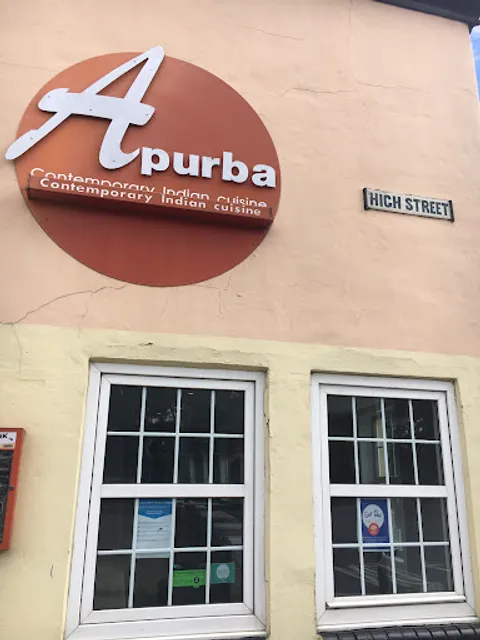 Apurba
Contemporary Indian cuisine
Contemporary Indian cuisine
HIGH STREET